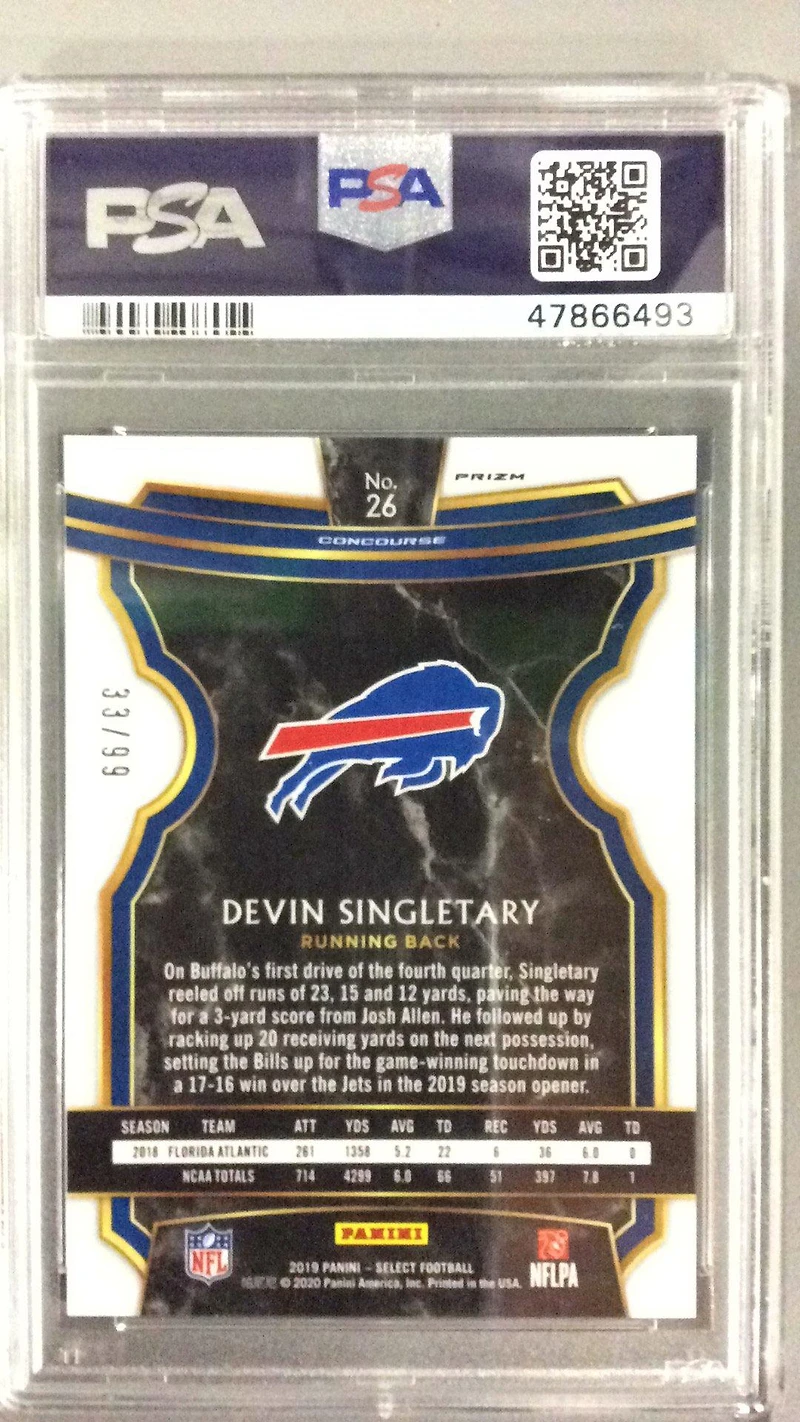 PSA
PSA
47866493
No.
26
PRIZM
CONCOURSE
33/99
DEVIN SINGLETARY
RUNNING BACK
On Buffalo's first drive of the fourth quarter, Singletary
reeled off runs of 23, 15 and 12 yards, paving the way
for a 3-yard score from Josh Allen. He followed up by
racking up 20 receiving yards on the next possession,
setting the Bills up for the game-winning touchdown in
a 17-16 win over the Jets in the 2019 season opener.
SEASON TEAM ATT YDS AVG TD REC YDS AVG TD
2018 FLORIDA ATLANTIC 261 1358 5.2 22 6 36 6.0 0
NCAA TOTALS 714 4299 6.0 66 51 397 7.8 1
NFL
PANINI
2019 PANINI – SELECT FOOTBALL
© 2020 Panini America, Inc. Printed in the USA.
NFLPA